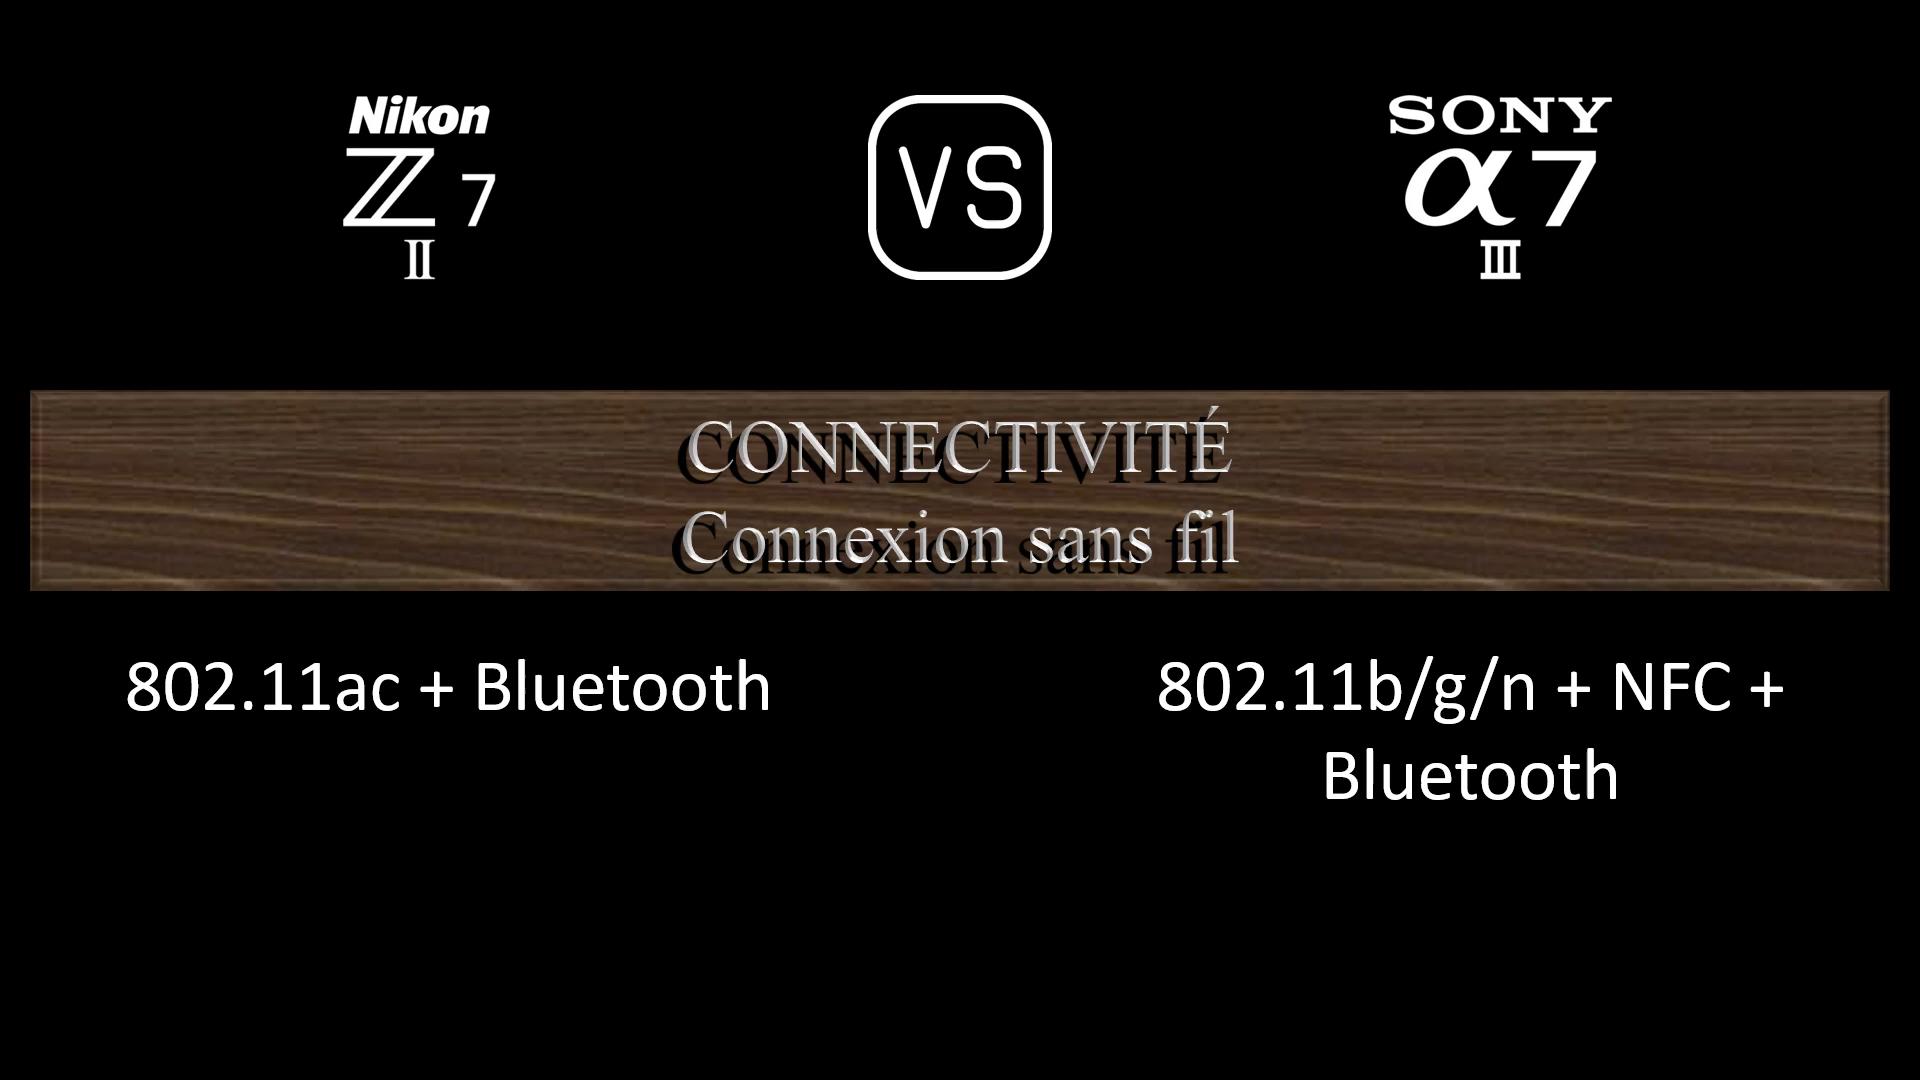 Nikon
Z 7
II
VS
SONY
α7
III
CONNECTIVITÉ
Connexion sans fil
802.11ac + Bluetooth
802.11b/g/n + NFC +
Bluetooth